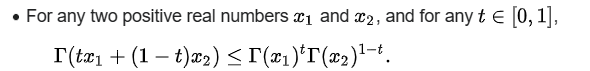 • For any two positive real numbers x₁ and x₂, and for any t ∈ [0, 1],
Γ(tx₁ + (1 − t)x₂) ≤ Γ(x₁)ᵗΓ(x₂)¹⁻ᵗ.